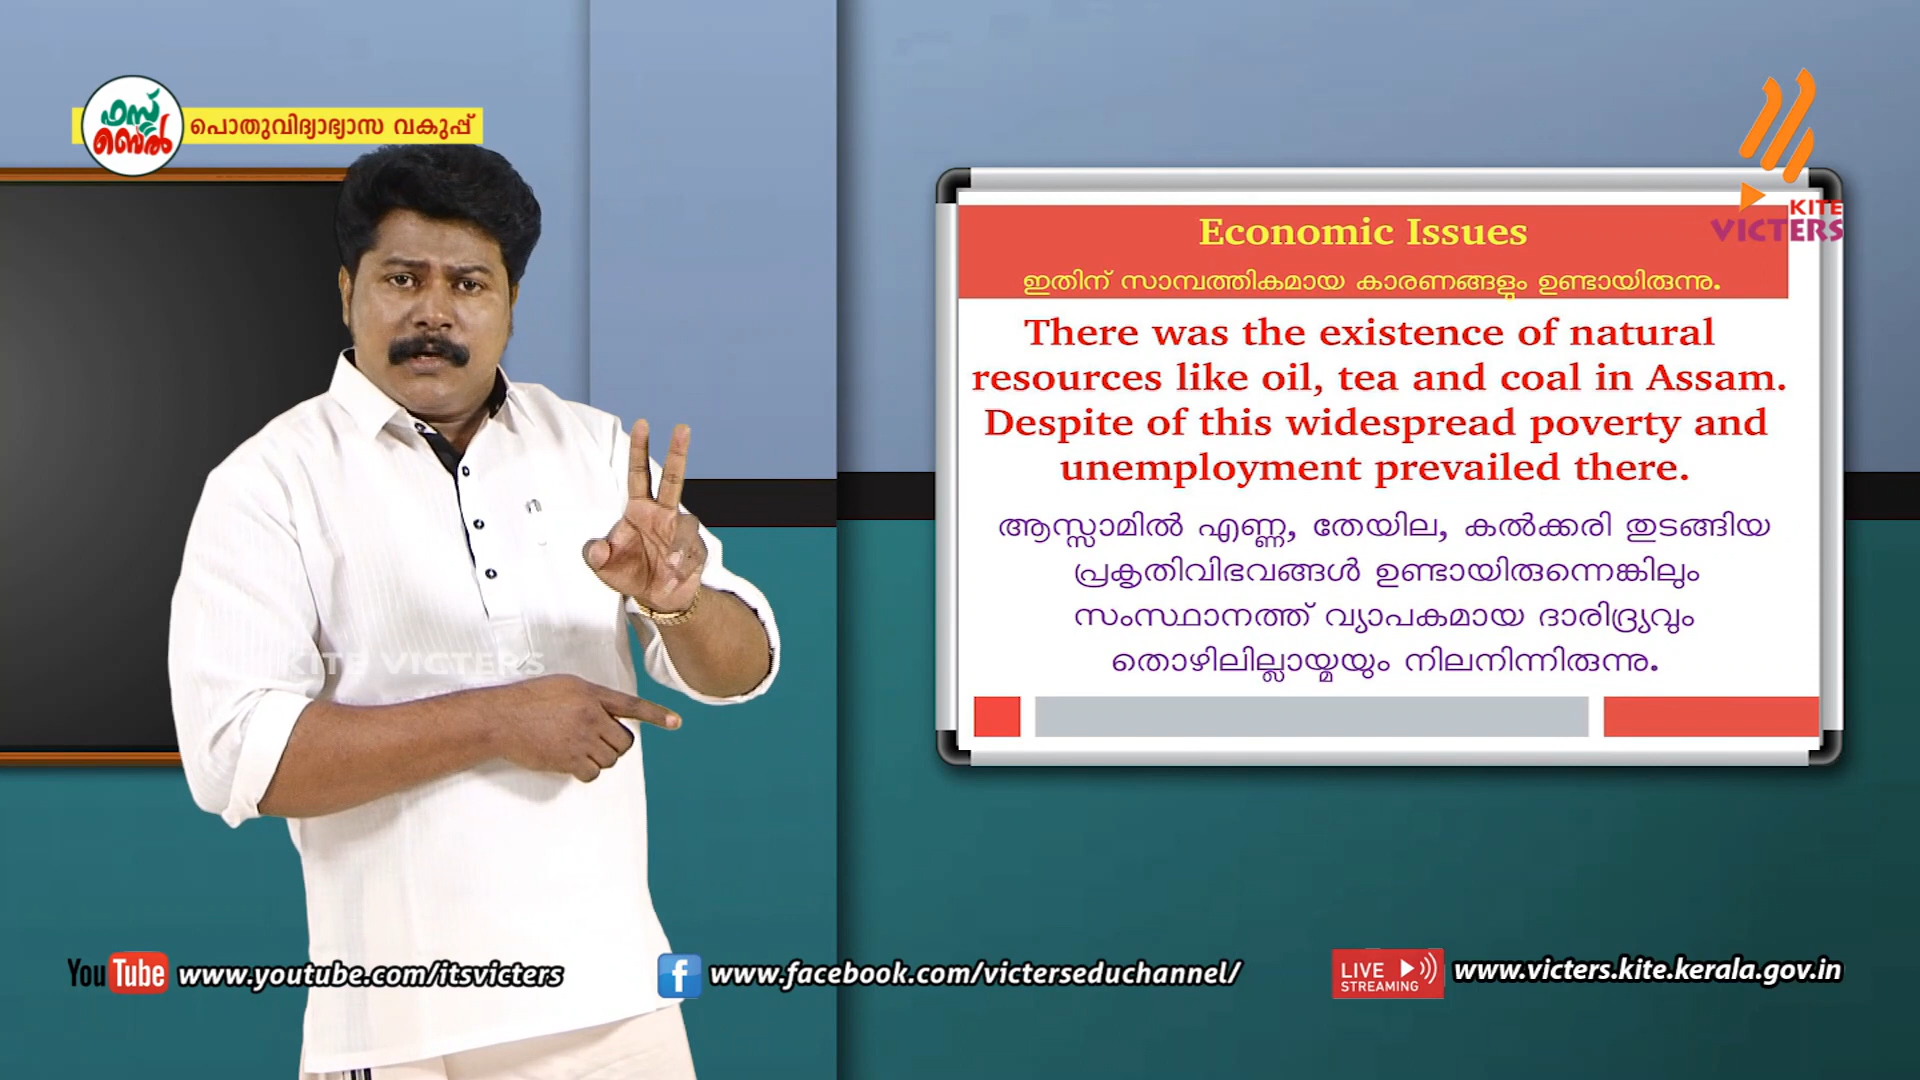 ഫസ്റ്റ്
ബെൽ
പൊതുവിദ്യാഭ്യാസ വകുപ്പ്
KITE
VICTERS
Economic Issues
ഇതിന് സാമ്പത്തികമായ കാരണങ്ങളും ഉണ്ടായിരുന്നു.
There was the existence of natural
resources like oil, tea and coal in Assam.
Despite of this widespread poverty and
unemployment prevailed there.
ആസ്സാമിൽ എണ്ണ, തേയില, കൽക്കരി തുടങ്ങിയ
പ്രകൃതിവിഭവങ്ങൾ ഉണ്ടായിരുന്നെങ്കിലും
സംസ്ഥാനത്ത് വ്യാപകമായ ദാരിദ്ര്യവും
തൊഴിലില്ലായ്മയും നിലനിന്നിരുന്നു.
KITE VICTERS
YouTube www.youtube.com/itsvicters
f www.facebook.com/victerseduchannel/
LIVE
STREAMING
www.victers.kite.kerala.gov.in